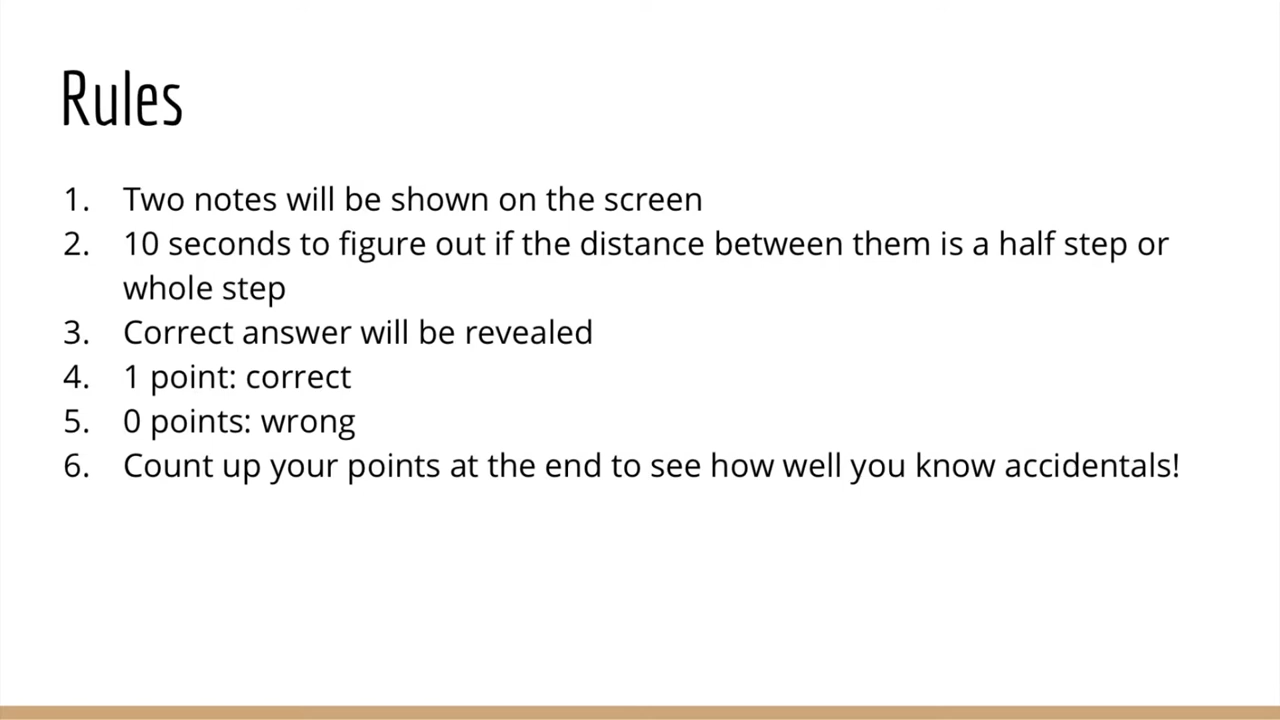 Rules
1. Two notes will be shown on the screen
2. 10 seconds to figure out if the distance between them is a half step or
whole step
3. Correct answer will be revealed
4. 1 point: correct
5. 0 points: wrong
6. Count up your points at the end to see how well you know accidentals!